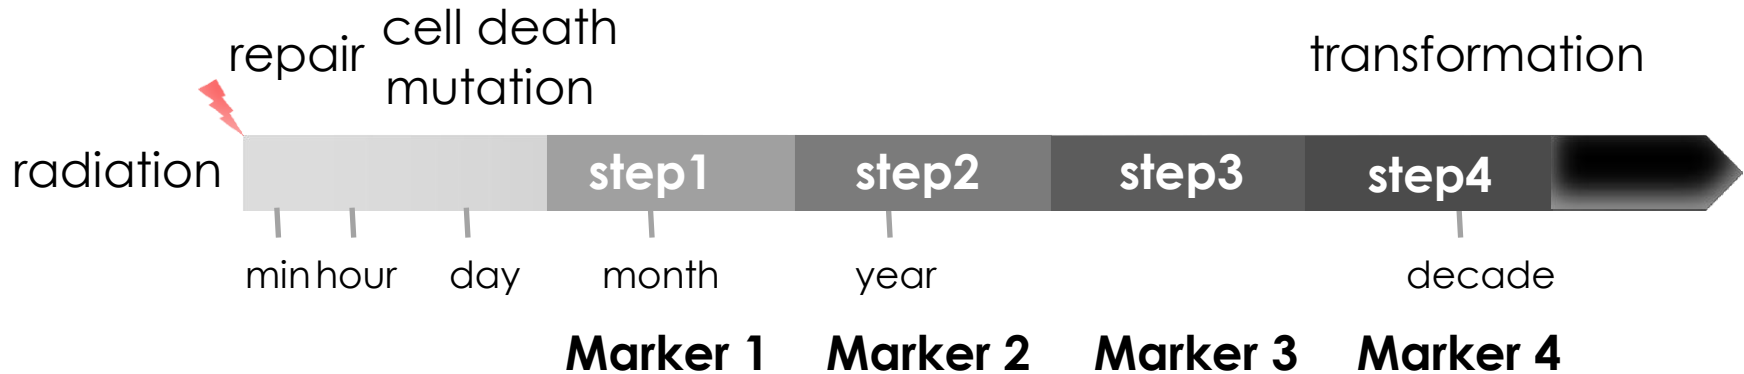 repair
cell death
mutation
transformation
radiation
step1
step2
step3
step4
min
hour
day
month
year
decade
Marker 1
Marker 2
Marker 3
Marker 4